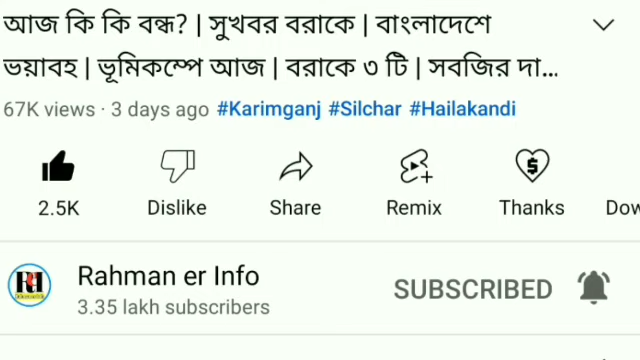 আজ কি কি বন্ধ? | সুখবর বরাকে | বাংলাদেশে
ভয়াবহ | ভূমিকম্পে আজ | বরাকে ৩ টি | সবজির দা...
67K views · 3 days ago #Karimganj #Silchar #Hailakandi
2.5K Dislike Share Remix Thanks Dow
Rahman er Info
SUBSCRIBED
3.35 lakh subscribers